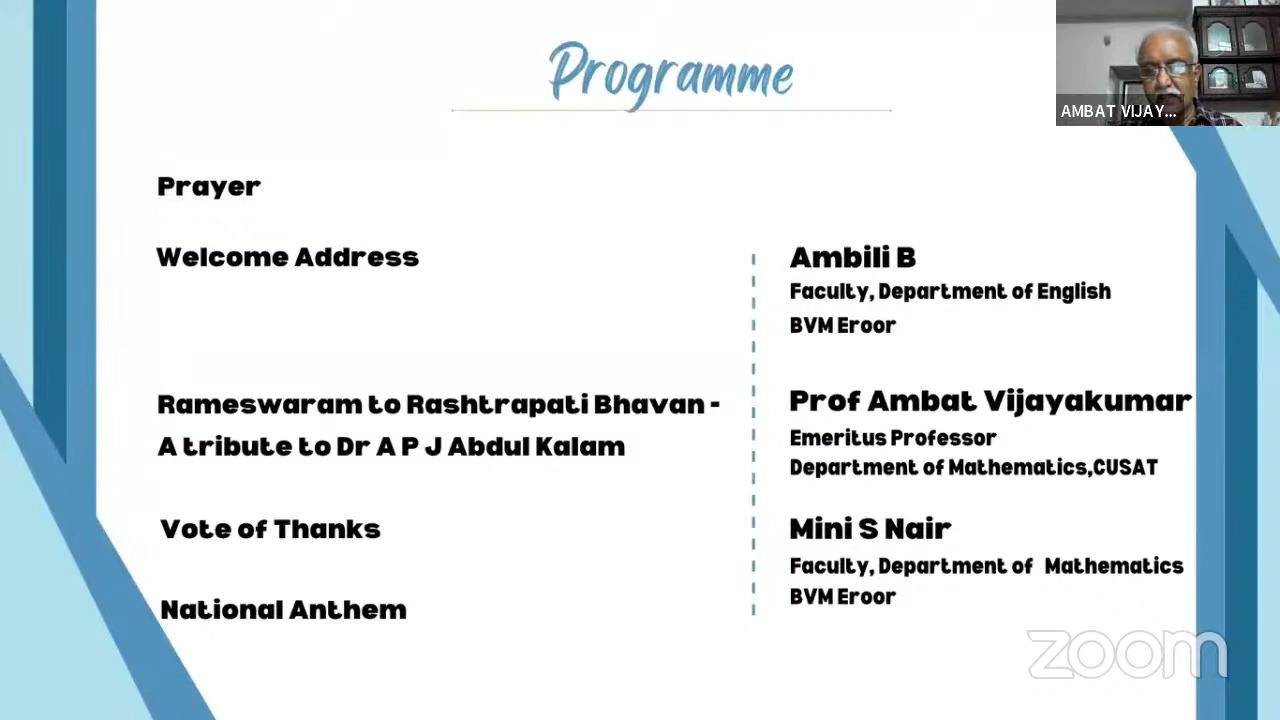 Programme
AMBAT VIJAY...
Prayer
Welcome Address
Ambili B
Faculty, Department of English
BVM Eroor
Rameswaram to Rashtrapati Bhavan -
A tribute to Dr A P J Abdul Kalam
Prof Ambat Vijayakumar
Emeritus Professor
Department of Mathematics,CUSAT
Vote of Thanks
Mini S Nair
Faculty, Department of Mathematics
BVM Eroor
National Anthem
zoom